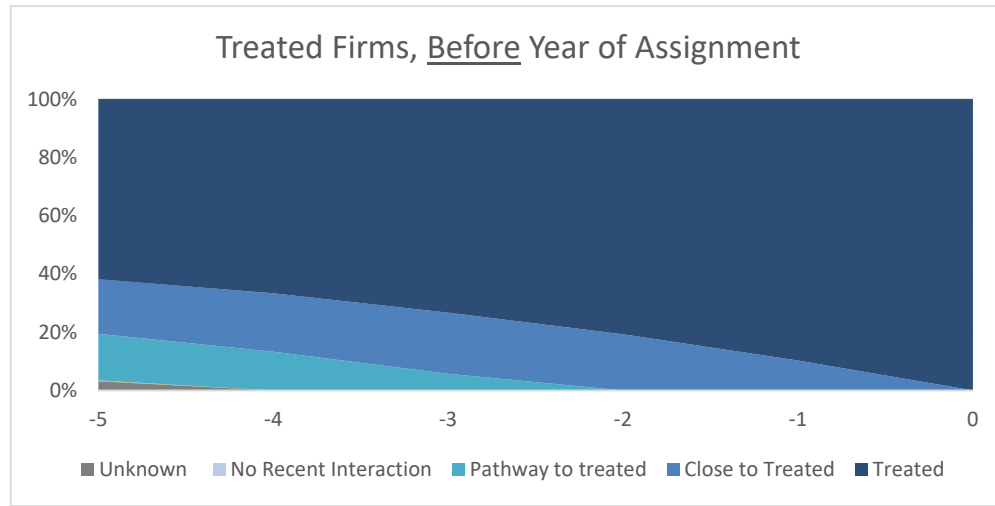 Treated Firms, Before Year of Assignment
100%
80%
60%
40%
20%
0%
-5 -4 -3 -2 -1 0
Unknown No Recent Interaction Pathway to treated Close to Treated Treated